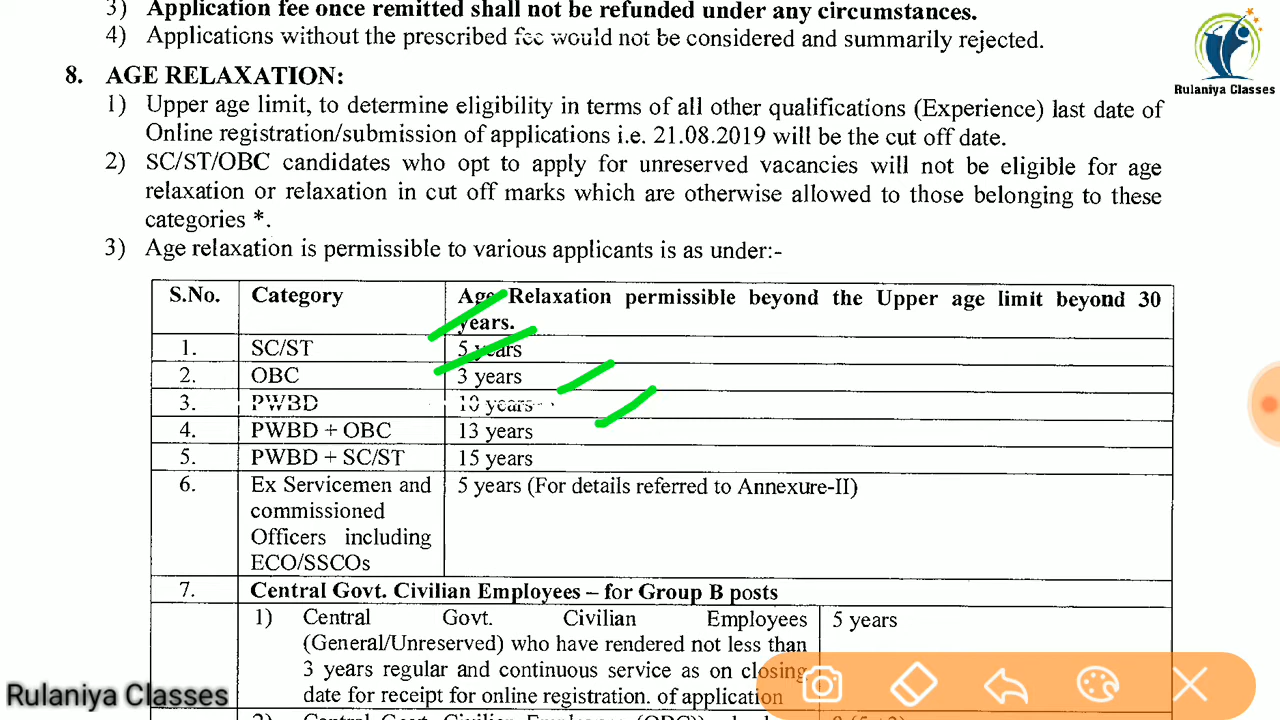 3) Application fee once remitted shall not be refunded under any circumstances.
4) Applications without the prescribed fee would not be considered and summarily rejected.
Rulaniya Classes
8. AGE RELAXATION:
1) Upper age limit, to determine eligibility in terms of all other qualifications (Experience) last date of
Online registration/submission of applications i.e. 21.08.2019 will be the cut off date.
2) SC/ST/OBC candidates who opt to apply for unreserved vacancies will not be eligible for age
relaxation or relaxation in cut off marks which are otherwise allowed to those belonging to these
categories *.
3) Age relaxation is permissible to various applicants is as under:-
S.No. Category Age Relaxation permissible beyond the Upper age limit beyond 30
years.
1. SC/ST 5 years
2. OBC 3 years
3. PWBD 10 years
4. PWBD + OBC 13 years
5. PWBD + SC/ST 15 years
6. Ex Servicemen and 5 years (For details referred to Annexure-II)
commissioned
Officers including
ECO/SSCOs
7. Central Govt. Civilian Employees – for Group B posts
1) Central Govt. Civilian Employees 5 years
(General/Unreserved) who have rendered not less than
3 years regular and continuous service as on closing
date for receipt for online registration. of application
Rulaniya Classes